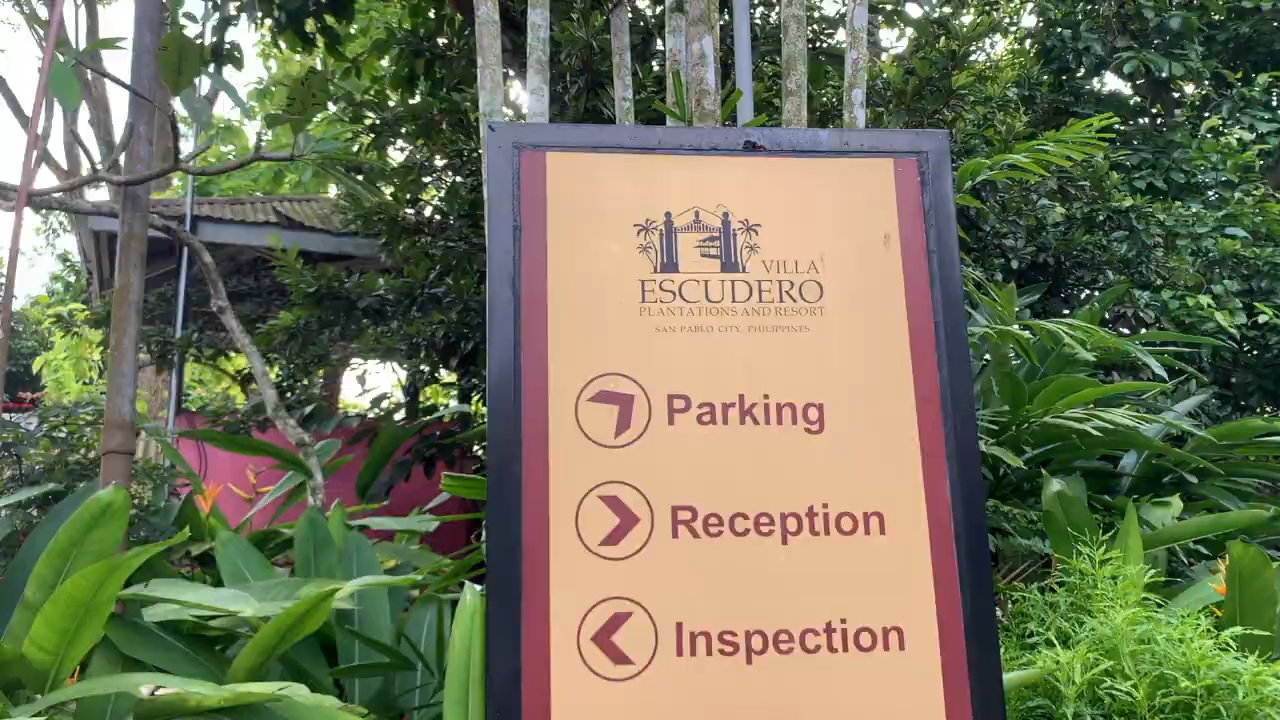 VILLA
ESCUDERO
PLANTATIONS AND RESORT
SAN PABLO CITY, PHILIPPINES
Parking
Reception
Inspection